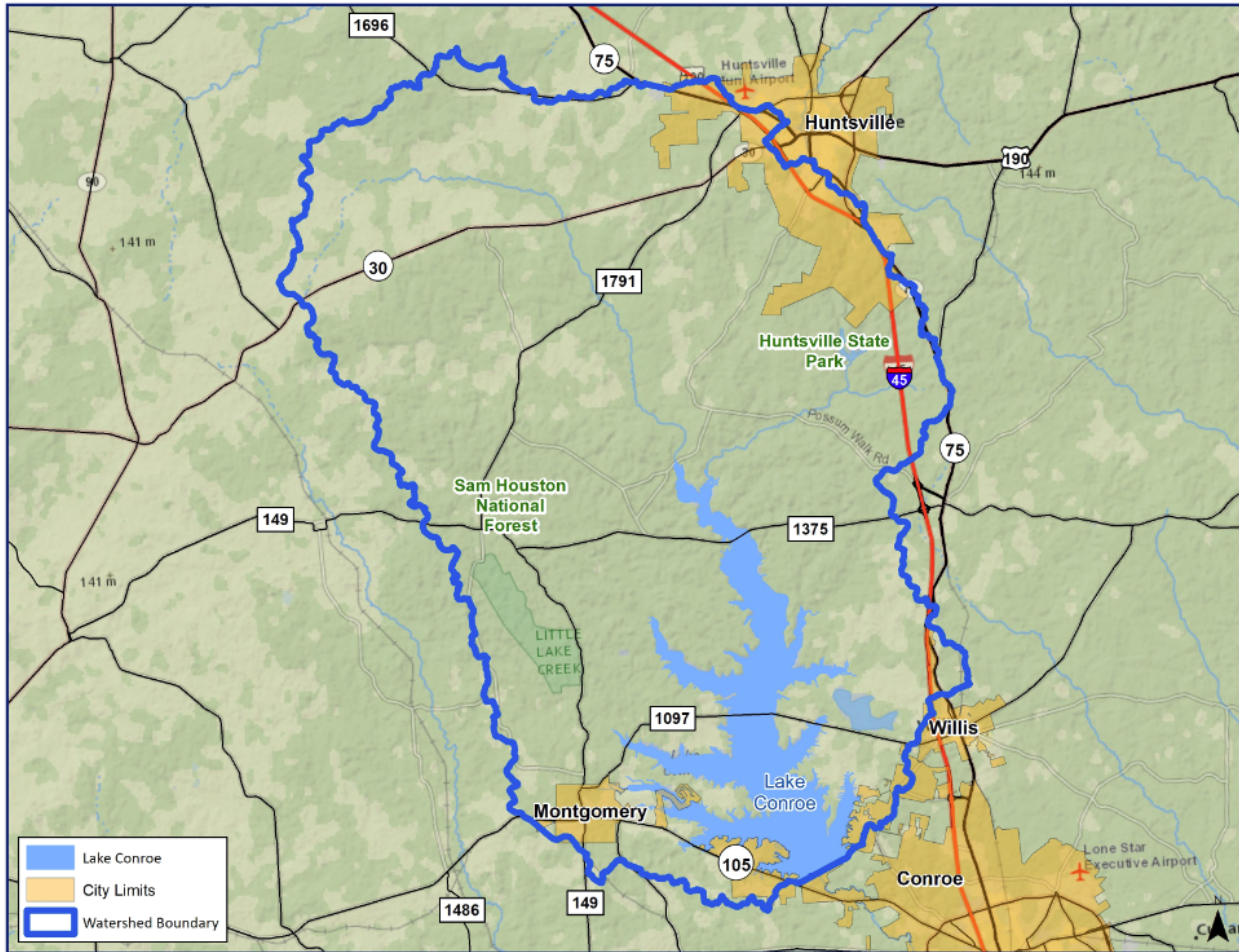 1696
75
Huntsville
Airport
Huntsville
190
144 m
30
90
141 m
30
1791
Huntsville State
Park
45
Possum Walk Rd
75
Sam Houston
National
Forest
149
1375
141 m
LITTLE
LAKE
CREEK
1097
Willis
Lake
Conroe
Montgomery
Lone Star
Executive Airport
105
Conroe
1486
149
Lake Conroe
City Limits
Watershed Boundary
N